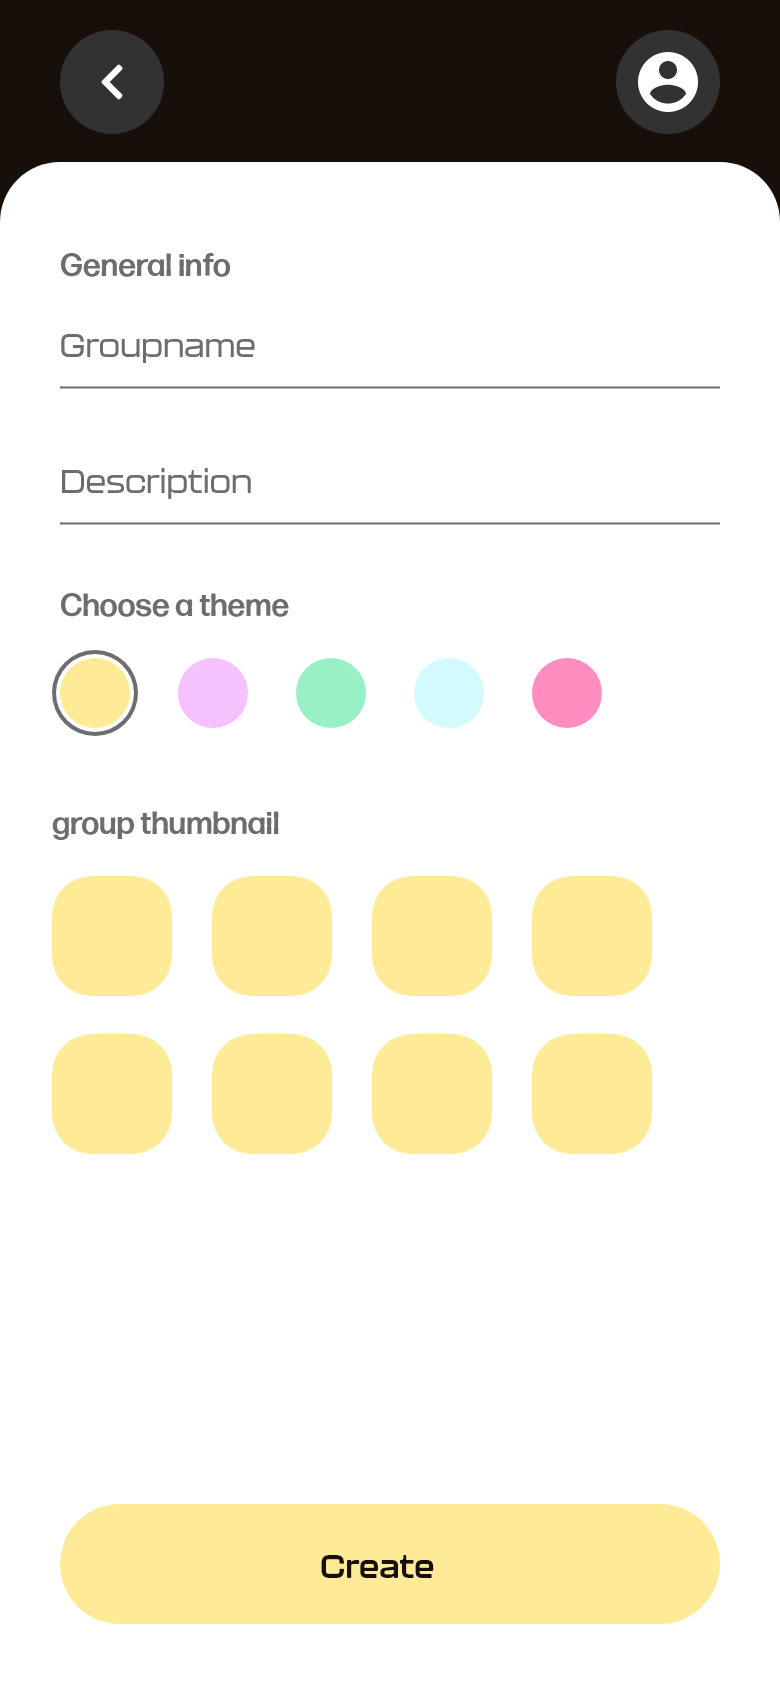 General info
Groupname
Description
Choose a theme
group thumbnail
Create